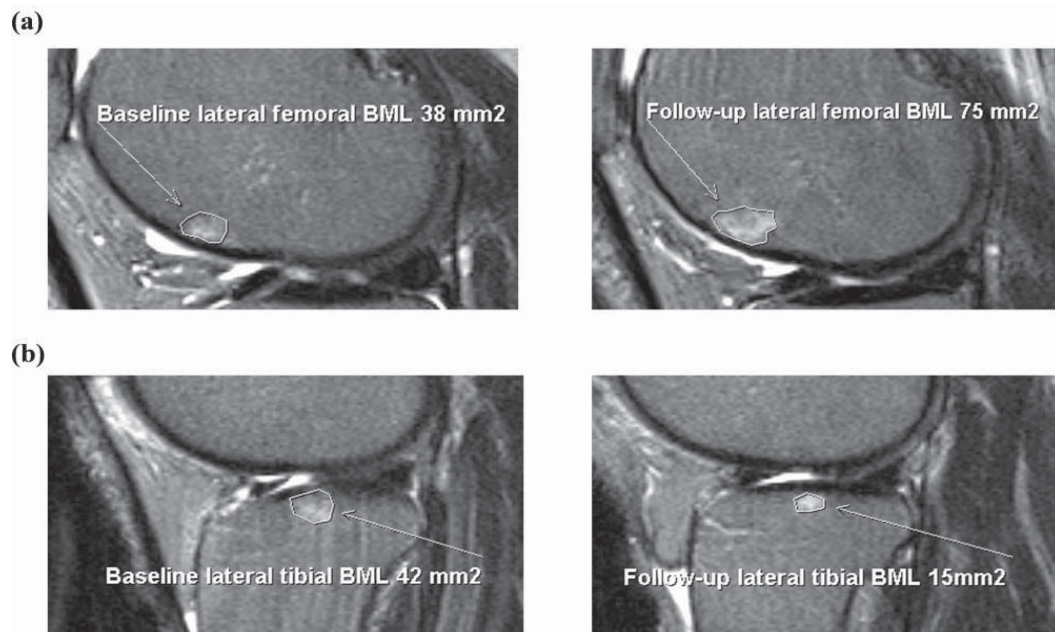 (a)
Baseline lateral femoral BML 38 mm2
Follow-up lateral femoral BML 75 mm2
(b)
Baseline lateral tibial BML 42 mm2
Follow-up lateral tibial BML 15mm2